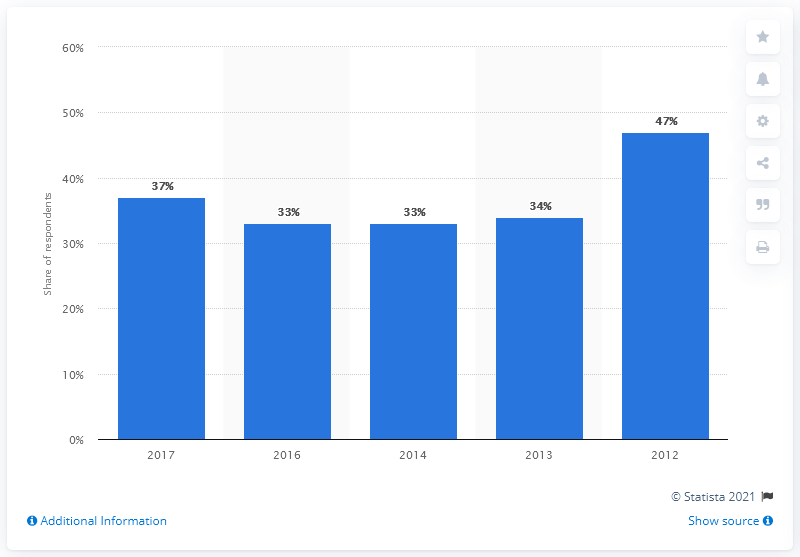 60%
50%
40%
30%
20%
10%
0%
Share of respondents
37%
33%
33%
34%
47%
2017 2016 2014 2013 2012
© Statista 2021
Additional Information
Show source